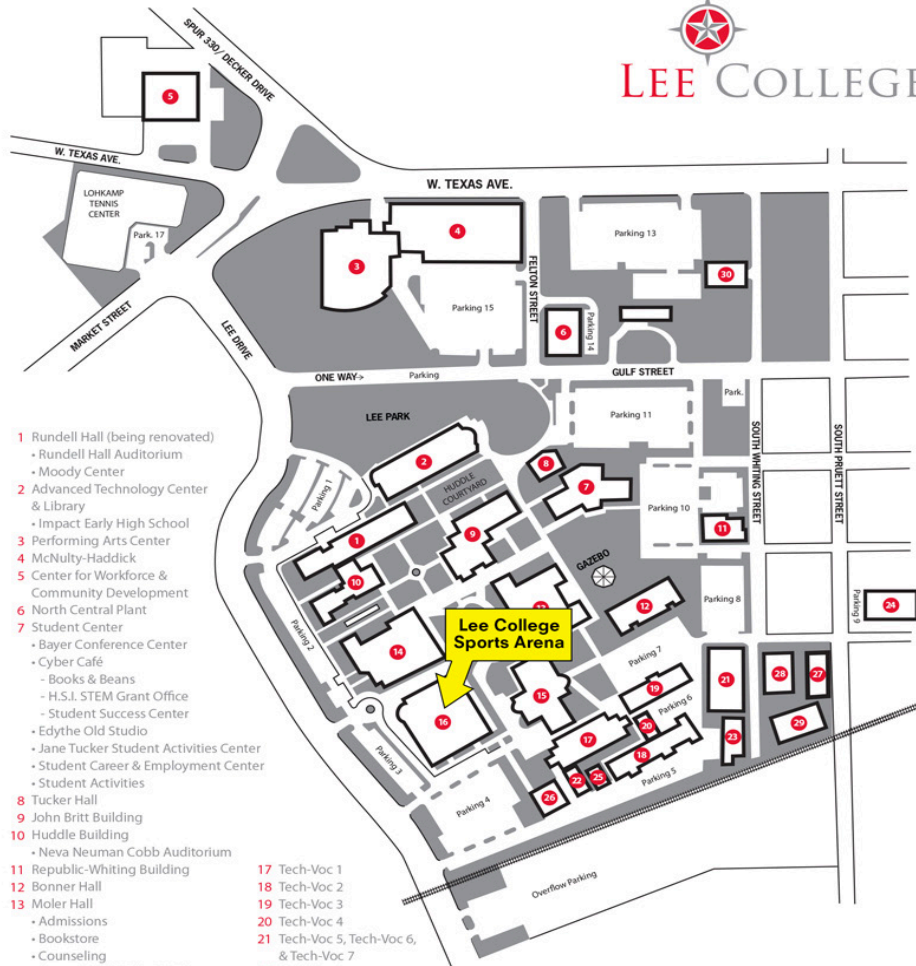 LEE COLLEGE
SPUR 330/ DECKER DRIVE
5
W. TEXAS AVE.
LOHKAMP
TENNIS
CENTER
Park. 17
MARKET STREET
LEE DRIVE
W. TEXAS AVE.
4
3
Parking 15
FELTON STREET
Parking 13
30
6
Parking 14
ONE WAY→
Parking
GULF STREET
Park.
LEE PARK
Parking 11
SOUTH WHITING STREET
SOUTH PRUETT STREET
Parking 1
2
HUDDLE
COURTYARD
8
7
Parking 10
11
1
9
10
GAZEBO
Parking 2
12
Parking 8
Parking 9
24
13
14
Lee College
Sports Arena
Parking 7
16
15
19
21
28
27
Parking 6
20
17
18
23
29
Parking 3
22
25
26
Parking 5
Parking 4
Overflow Parking
1 Rundell Hall (being renovated)
• Rundell Hall Auditorium
• Moody Center
2 Advanced Technology Center
& Library
• Impact Early High School
3 Performing Arts Center
4 McNulty-Haddick
5 Center for Workforce &
Community Development
6 North Central Plant
7 Student Center
• Bayer Conference Center
• Cyber Café
- Books & Beans
- H.S.I. STEM Grant Office
- Student Success Center
• Edythe Old Studio
• Jane Tucker Student Activities Center
• Student Career & Employment Center
• Student Activities
8 Tucker Hall
9 John Britt Building
10 Huddle Building
• Neva Neuman Cobb Auditorium
11 Republic-Whiting Building
12 Bonner Hall
13 Moler Hall
• Admissions
• Bookstore
• Counseling
17 Tech-Voc 1
18 Tech-Voc 2
19 Tech-Voc 3
20 Tech-Voc 4
21 Tech-Voc 5, Tech-Voc 6,
& Tech-Voc 7